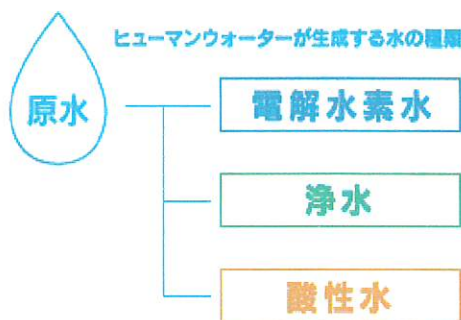 ヒューマンウォーターが生成する水の種類
原水
電解水素水
浄水
酸性水